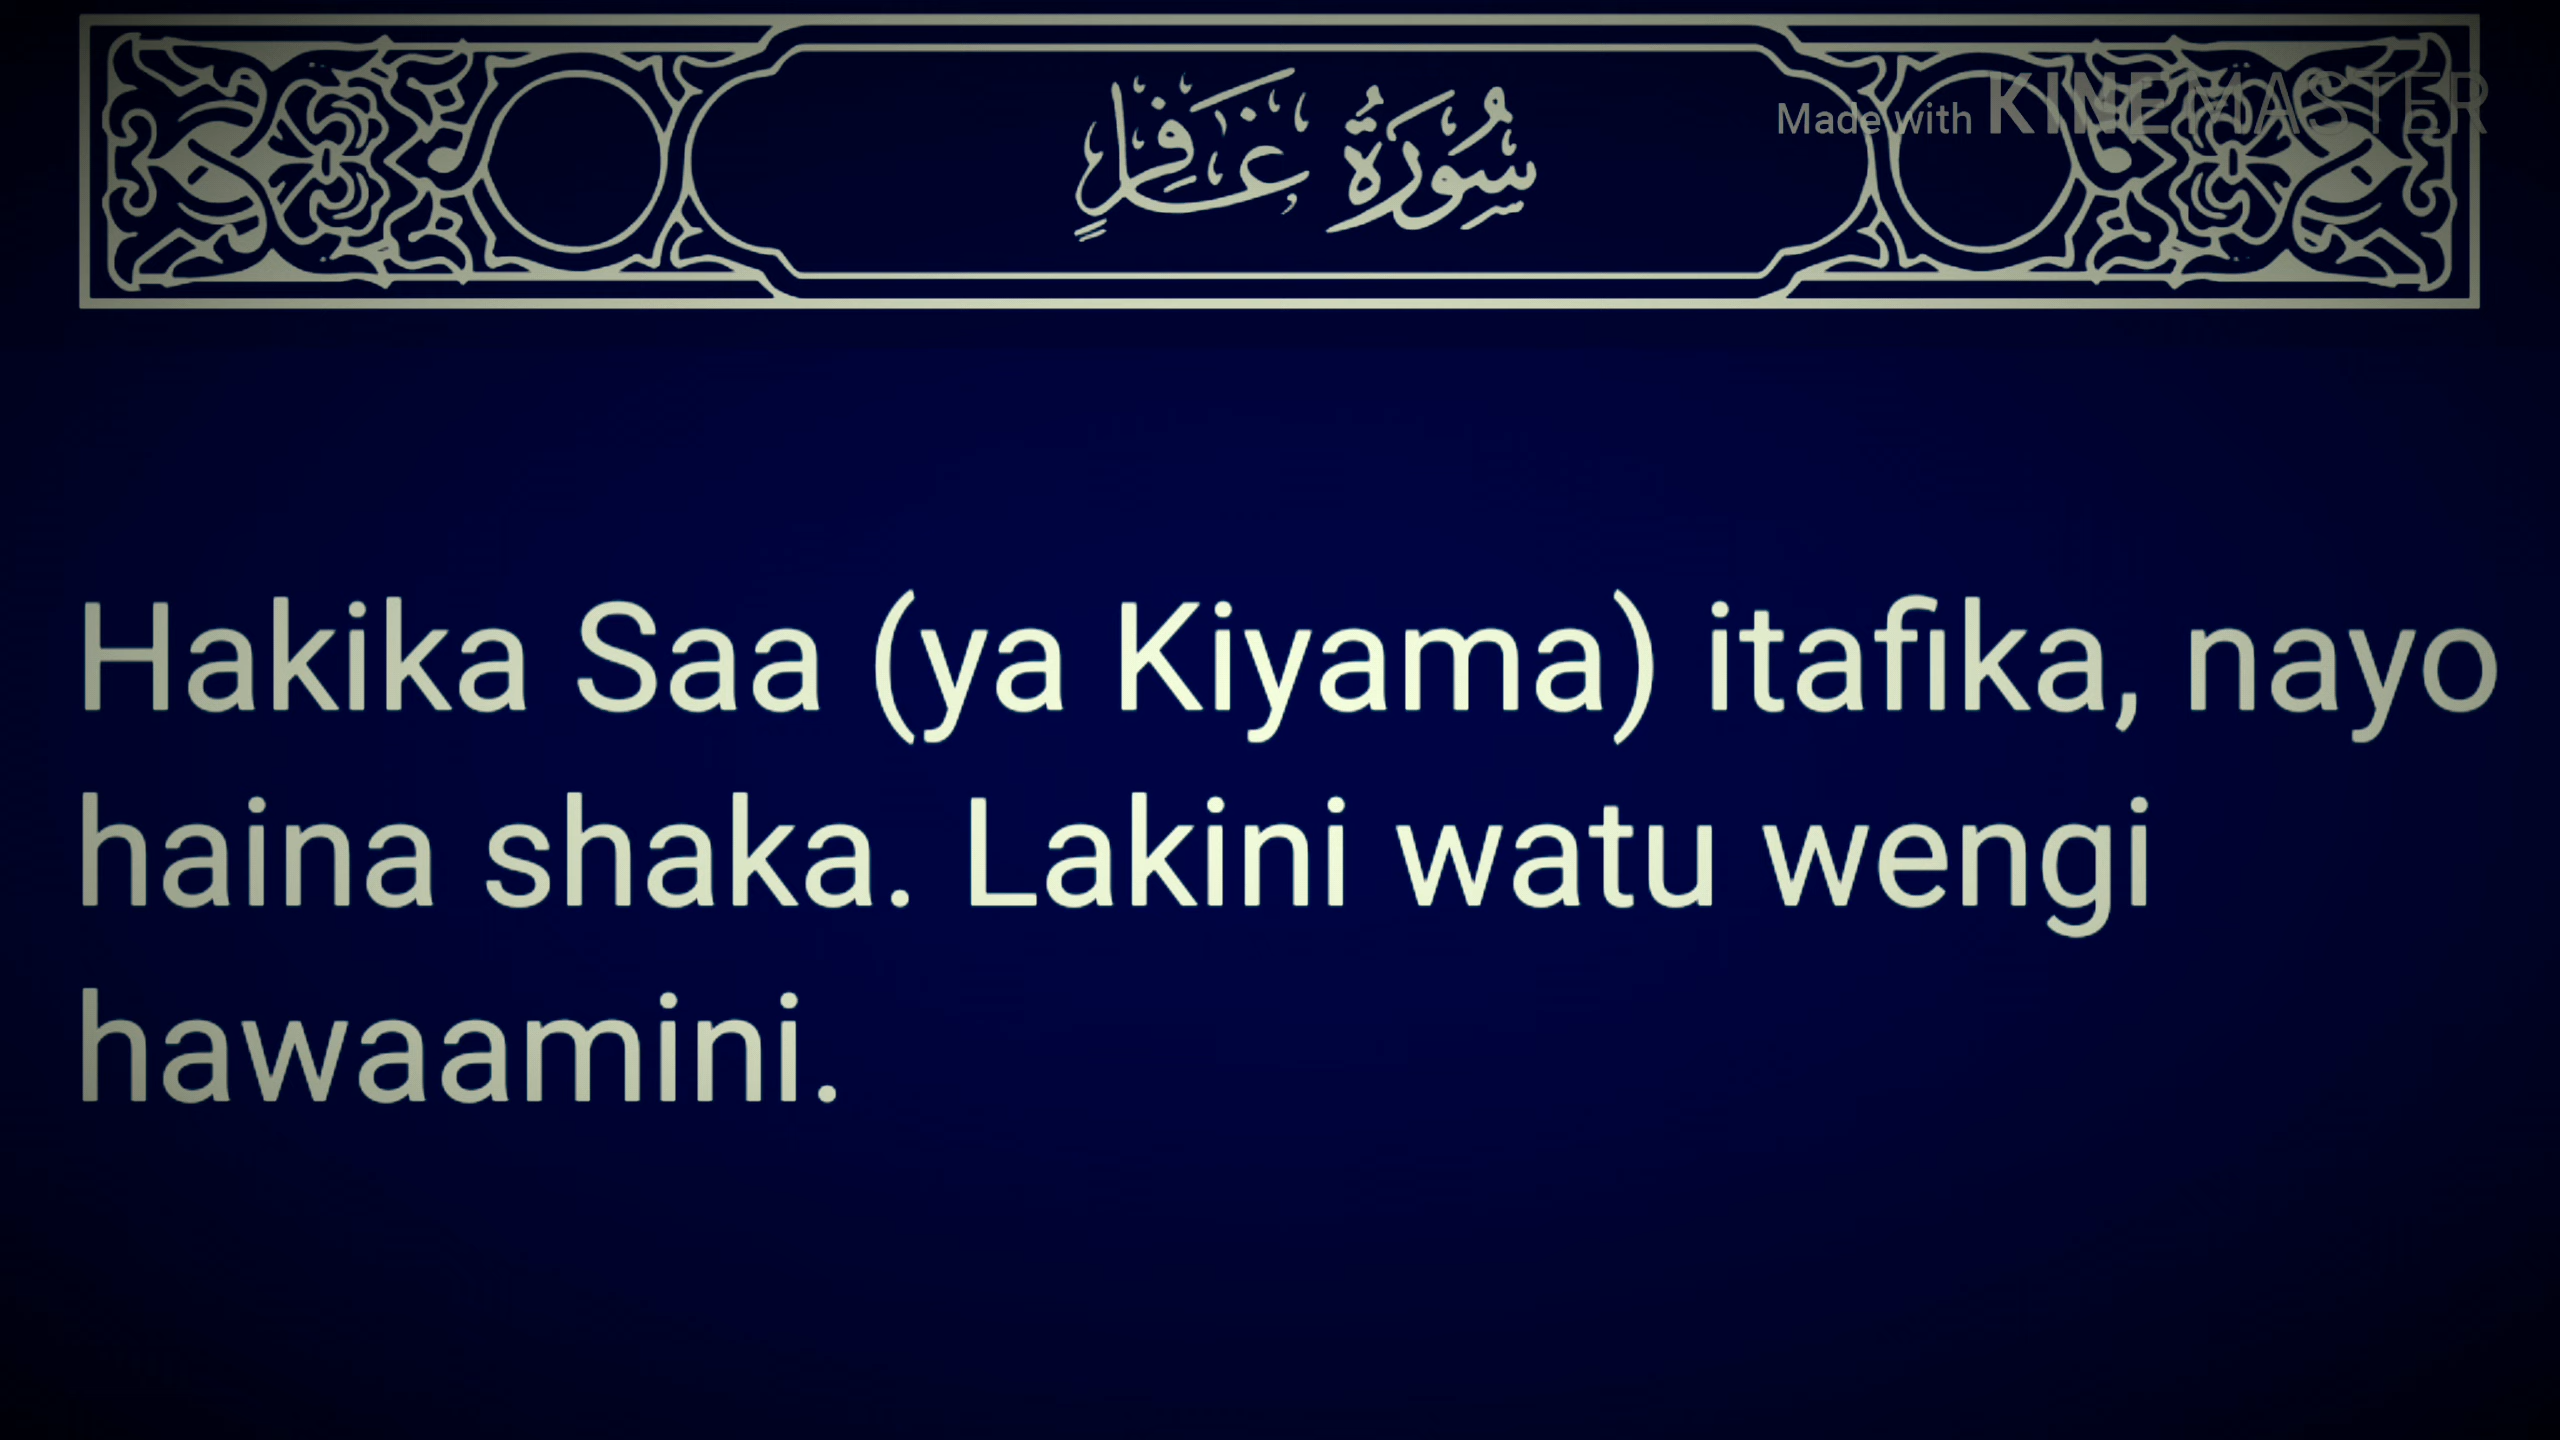 سُورَةُ غَافِرٍ
Made with KINEMASTER
Hakika Saa (ya Kiyama) itafika, nayo
haina shaka. Lakini watu wengi
hawaamini.